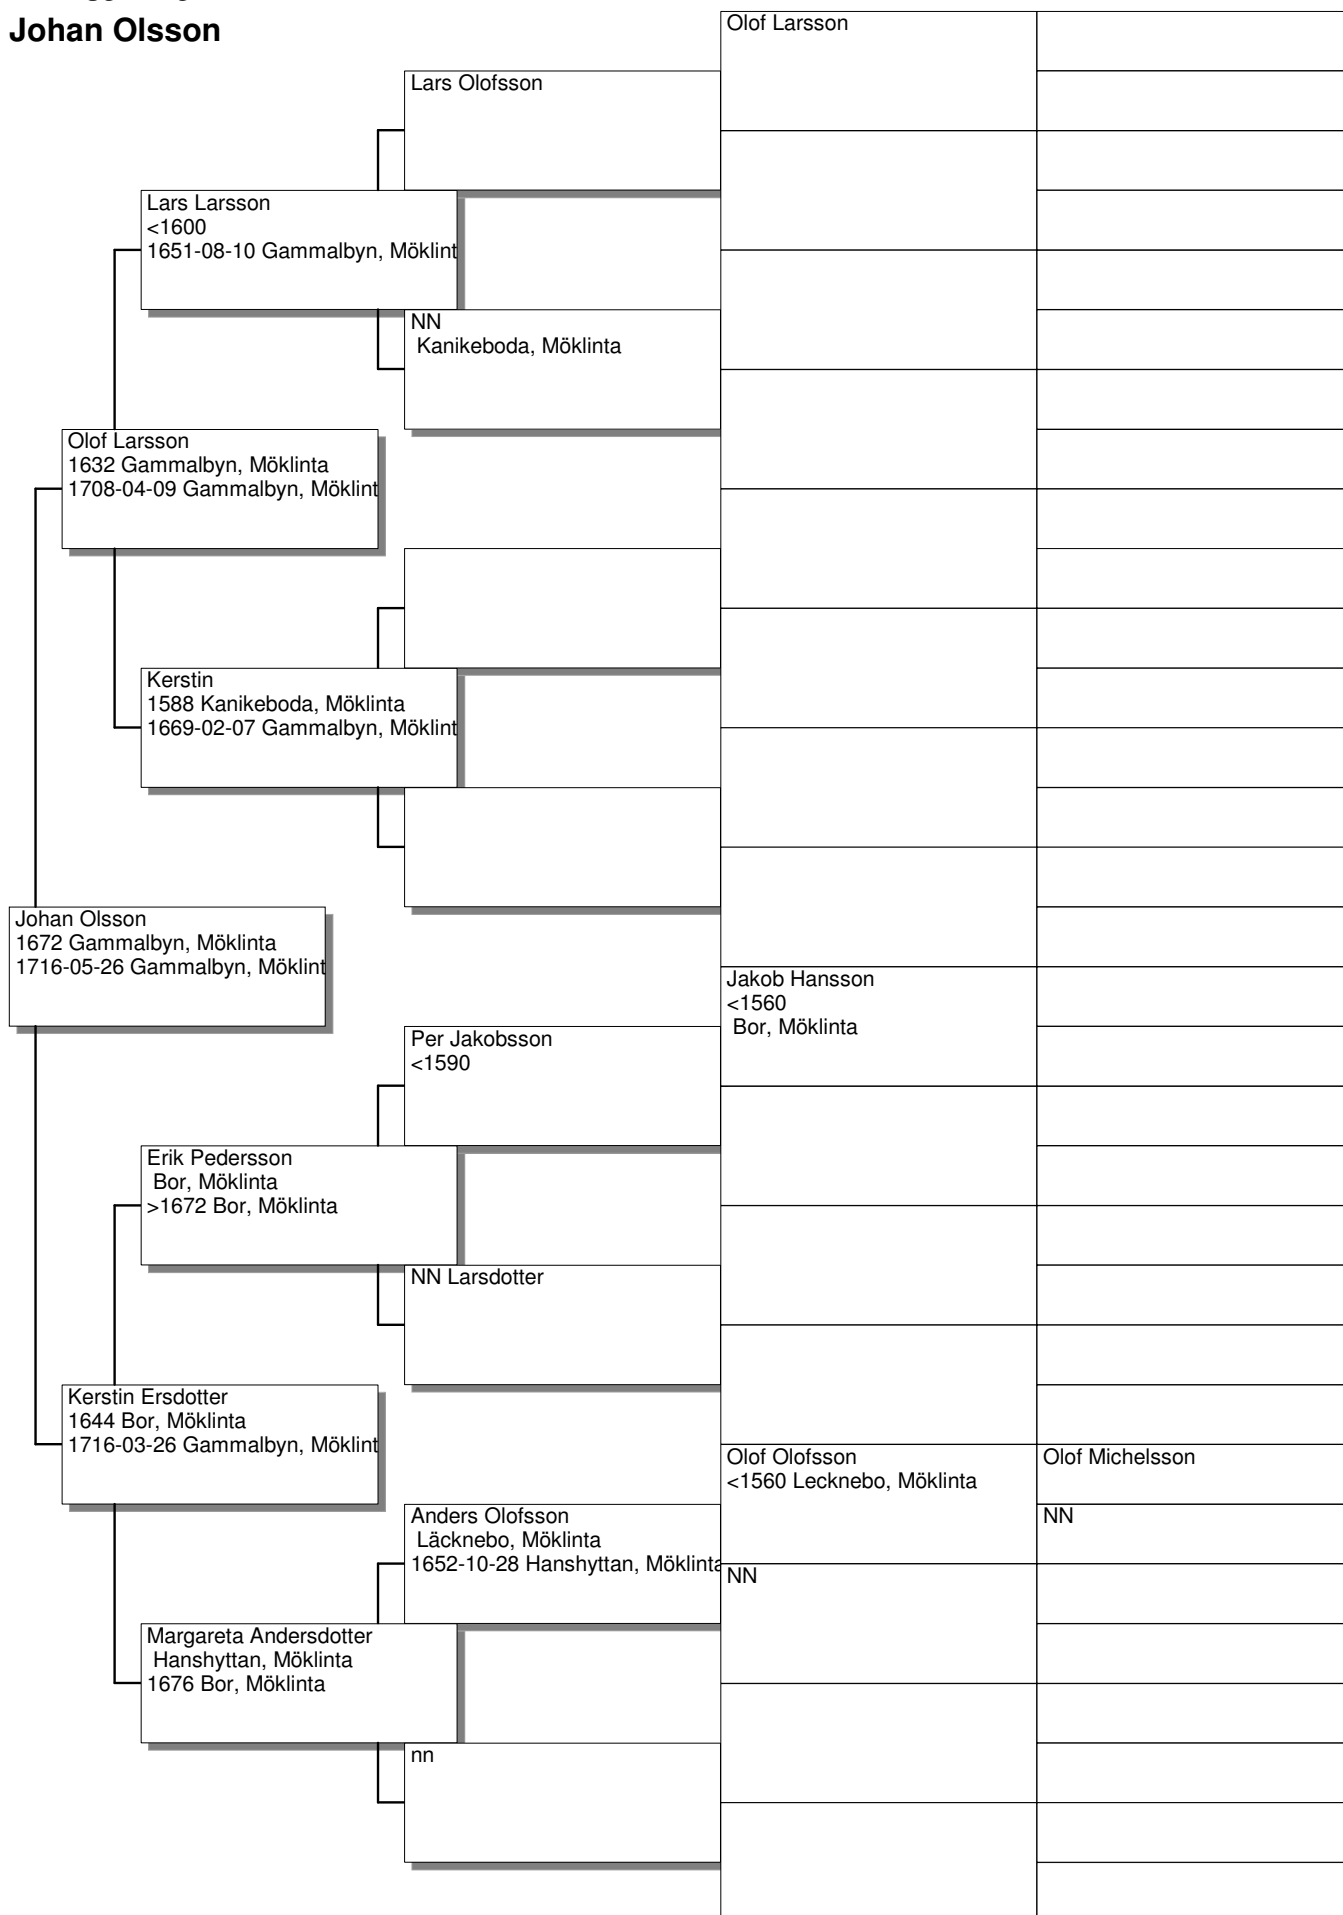 Johan Olsson
Olof Larsson
Lars Olofsson
Lars Larsson
<1600
1651-08-10 Gammalbyn, Möklint
NN
Kanikeboda, Möklinta
Olof Larsson
1632 Gammalbyn, Möklinta
1708-04-09 Gammalbyn, Möklint
Kerstin
1588 Kanikeboda, Möklinta
1669-02-07 Gammalbyn, Möklint
Johan Olsson
1672 Gammalbyn, Möklinta
1716-05-26 Gammalbyn, Möklint
Jakob Hansson
<1560
Bor, Möklinta
Per Jakobsson
<1590
Erik Pedersson
Bor, Möklinta
>1672 Bor, Möklinta
NN Larsdotter
Kerstin Ersdotter
1644 Bor, Möklinta
1716-03-26 Gammalbyn, Möklint
Olof Olofsson
<1560 Lecknebo, Möklinta
Olof Michelsson
NN
Anders Olofsson
Läcknebo, Möklinta
1652-10-28 Hanshyttan, Möklinta
NN
Margareta Andersdotter
Hanshyttan, Möklinta
1676 Bor, Möklinta
nn